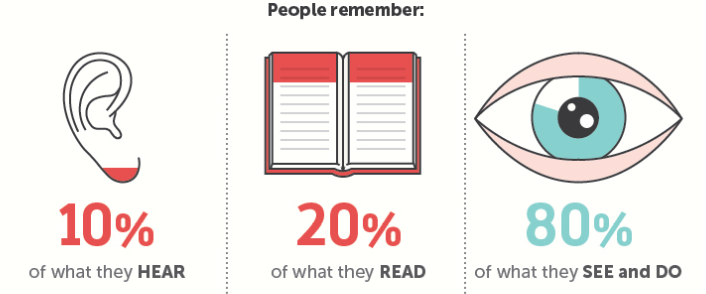 People remember:
10%
of what they HEAR
20%
of what they READ
80%
of what they SEE and DO